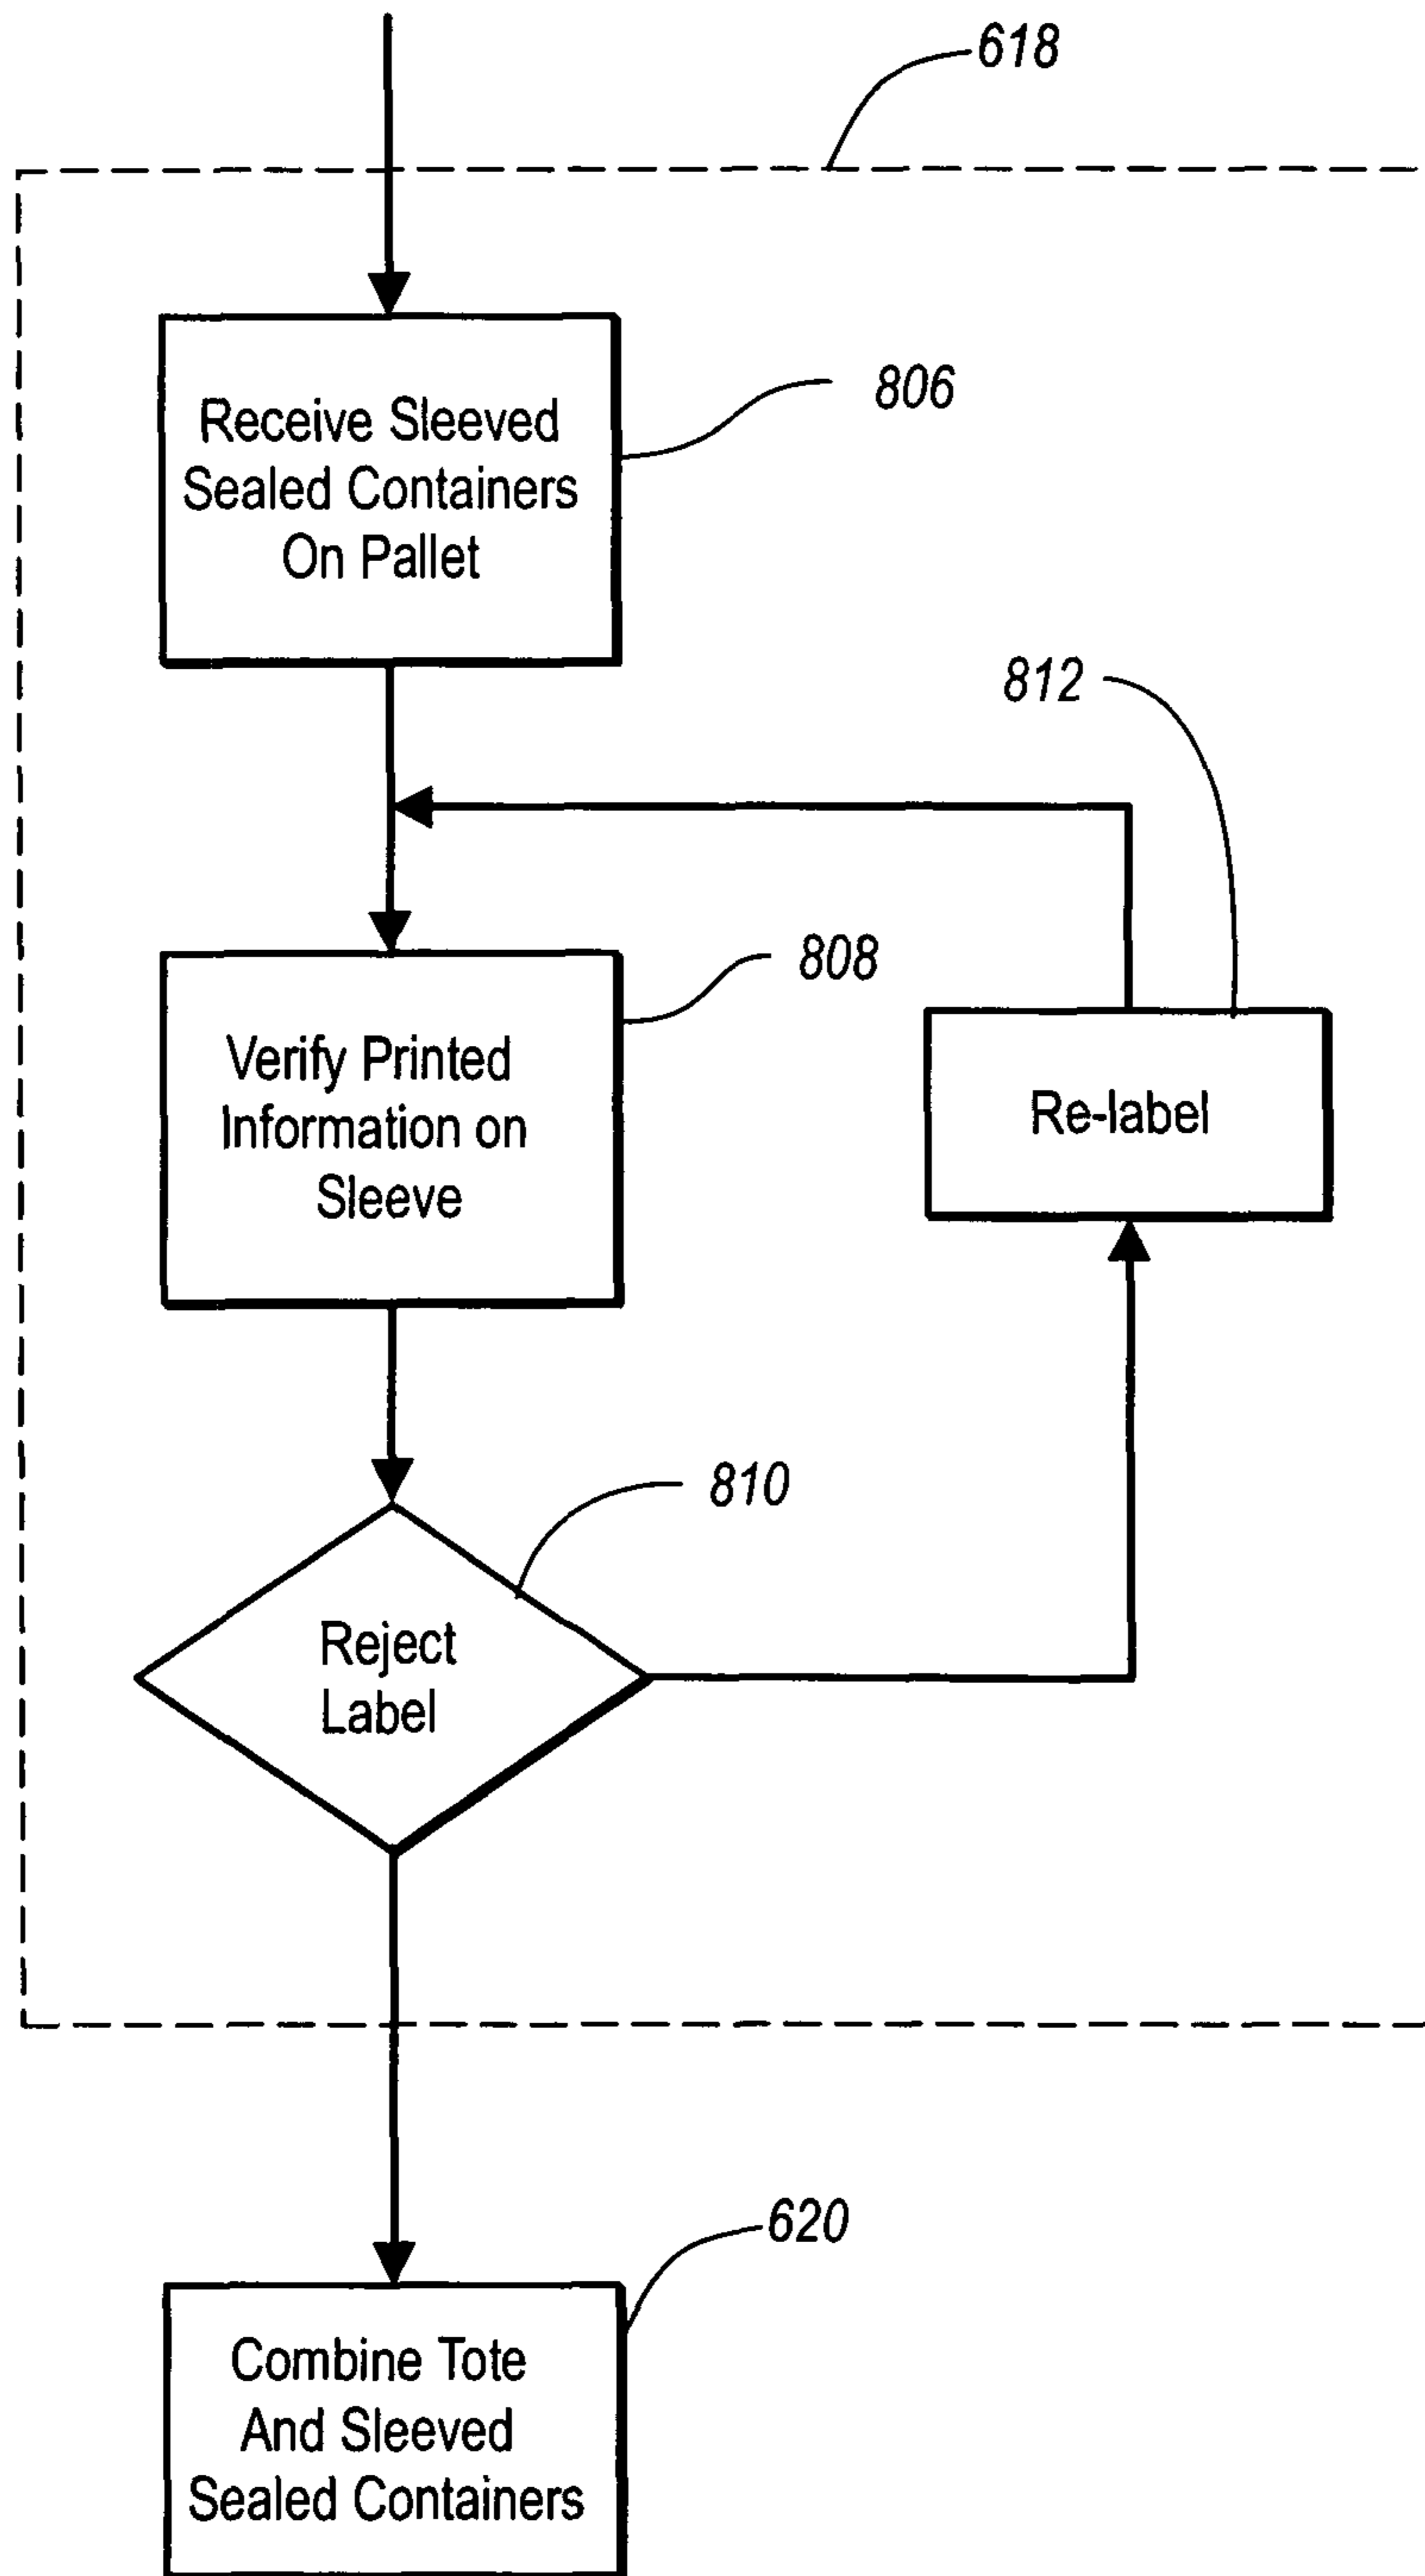 618
Receive Sleeved
Sealed Containers
On Pallet
806
812
Verify Printed
Information on
Sleeve
808
Re-label
810
Reject
Label
620
Combine Tote
And Sleeved
Sealed Containers